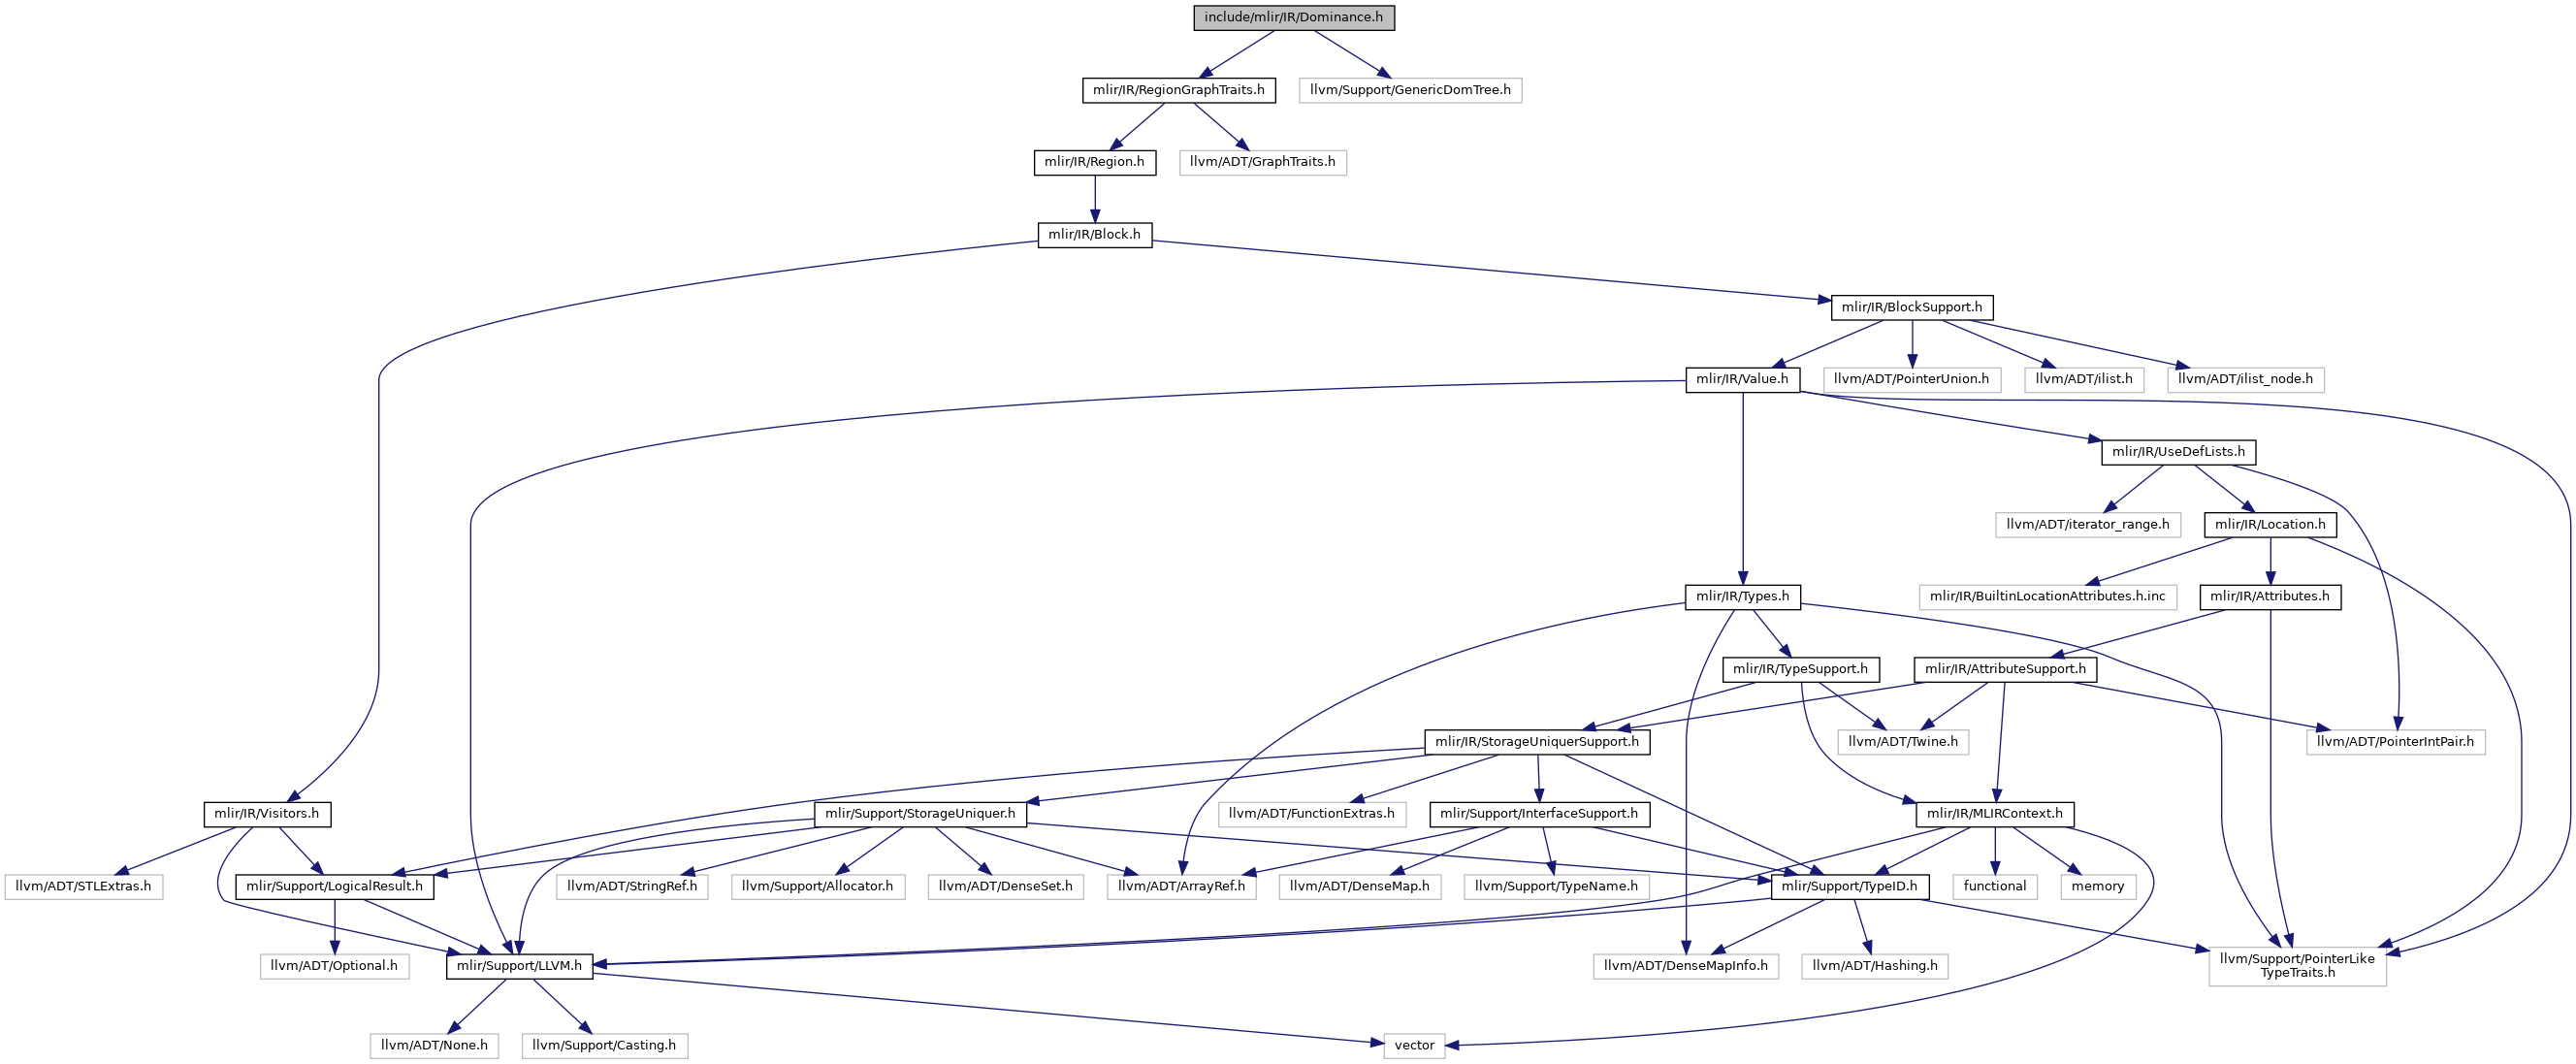 include/mlir/IR/Dominance.h
mlir/IR/RegionGraphTraits.h
llvm/Support/GenericDomTree.h
mlir/IR/Region.h
llvm/ADT/GraphTraits.h
mlir/IR/Block.h
mlir/IR/BlockSupport.h
mlir/IR/Value.h
llvm/ADT/PointerUnion.h
llvm/ADT/ilist.h
llvm/ADT/ilist_node.h
mlir/IR/UseDefLists.h
llvm/ADT/iterator_range.h
mlir/IR/Location.h
mlir/IR/Types.h
mlir/IR/BuiltinLocationAttributes.h.inc
mlir/IR/Attributes.h
mlir/IR/TypeSupport.h
mlir/IR/AttributeSupport.h
mlir/IR/StorageUniquerSupport.h
llvm/ADT/Twine.h
llvm/ADT/PointerIntPair.h
mlir/IR/Visitors.h
mlir/Support/StorageUniquer.h
llvm/ADT/FunctionExtras.h
mlir/Support/InterfaceSupport.h
mlir/IR/MLIRContext.h
llvm/ADT/STLExtras.h
mlir/Support/LogicalResult.h
llvm/ADT/StringRef.h
llvm/Support/Allocator.h
llvm/ADT/DenseSet.h
llvm/ADT/ArrayRef.h
llvm/ADT/DenseMap.h
llvm/Support/TypeName.h
mlir/Support/TypeID.h
functional
memory
llvm/ADT/Optional.h
mlir/Support/LLVM.h
llvm/ADT/DenseMapInfo.h
llvm/ADT/Hashing.h
llvm/Support/PointerLike
TypeTraits.h
llvm/ADT/None.h
llvm/Support/Casting.h
vector